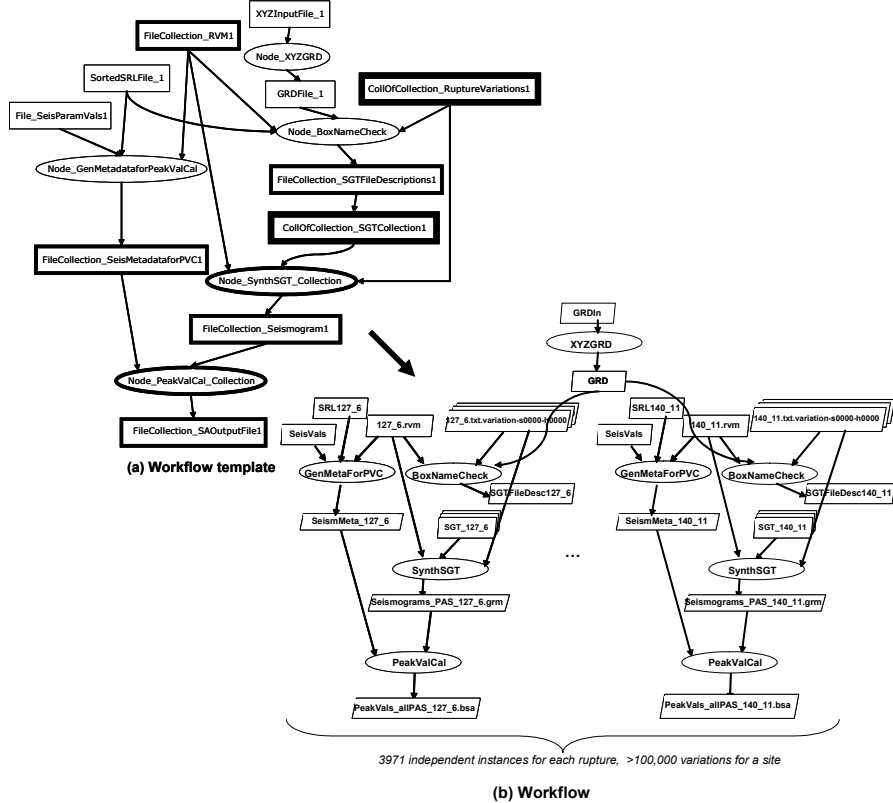 XYZInputFile_1
FileCollection_RVM1
Node_XYZGRD
SortedSRLFile_1
GRDFile_1
CollOfCollection_RuptureVariations1
File_SeisParamVals1
Node_BoxNameCheck
Node_GenMetadataforPeakValCal
FileCollection_SGTFileDescriptions1
CollOfCollection_SGTCollection1
FileCollection_SeisMetadataforPVC1
Node_SynthSGT_Collection
FileCollection_Seismogram1
Node_PeakValCal_Collection
FileCollection_SAOutputFile1
(a) Workflow template
GRDIn
XYZGRD
GRD
SRL127_6
127_6.rvm
127_6.txt.variation-s0000-h0000
SeisVals
GenMetaForPVC
BoxNameCheck
SGTFileDesc127_6
SeismMeta_127_6
SGT_127_6
SynthSGT
Seismograms_PAS_127_6.grm
PeakValCal
PeakVals_allPAS_127_6.bsa
...
SRL140_11
140_11.rvm
140_11.txt.variation-s0000-h0000
SeisVals
GenMetaForPVC
BoxNameCheck
SGTFileDesc140_11
SeismMeta_140_11
SGT_140_11
SynthSGT
Seismograms_PAS_140_11.grm
PeakValCal
PeakVals_allPAS_140_11.bsa
3971 independent instances for each rupture, >100,000 variations for a site
(b) Workflow